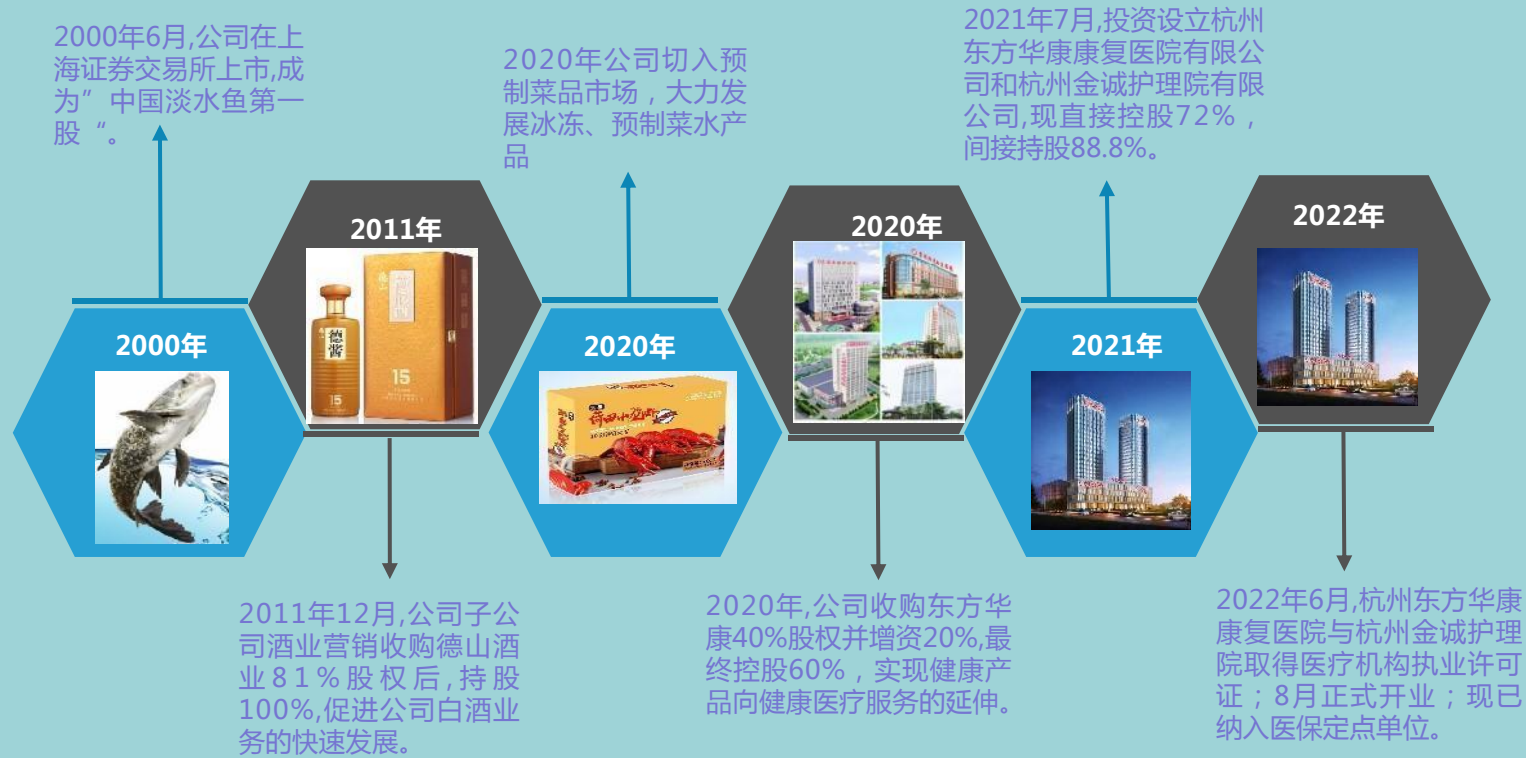 2000年6月,公司在上
海证券交易所上市,成
为”中国淡水鱼第一
股“。
2000年
2011年
德酱
15
15
2011年12月,公司子公
司酒业营销收购德山酒
业81%股权后,持股
100%,促进公司白酒业
务的快速发展。
2020年公司切入预
制菜品市场，大力发
展冰冻、预制菜水产
品
2020年
2020年
2020年,公司收购东方华
康40%股权并增资20%,最
终控股60%，实现健康产
品向健康医疗服务的延伸。
2021年7月,投资设立杭州
东方华康康复医院有限公
司和杭州金诚护理院有限
公司,现直接控股72%，
间接持股88.8%。
2021年
2022年
2022年6月,杭州东方华康
康复医院与杭州金诚护理
院取得医疗机构执业许可
证；8月正式开业；现已
纳入医保定点单位。